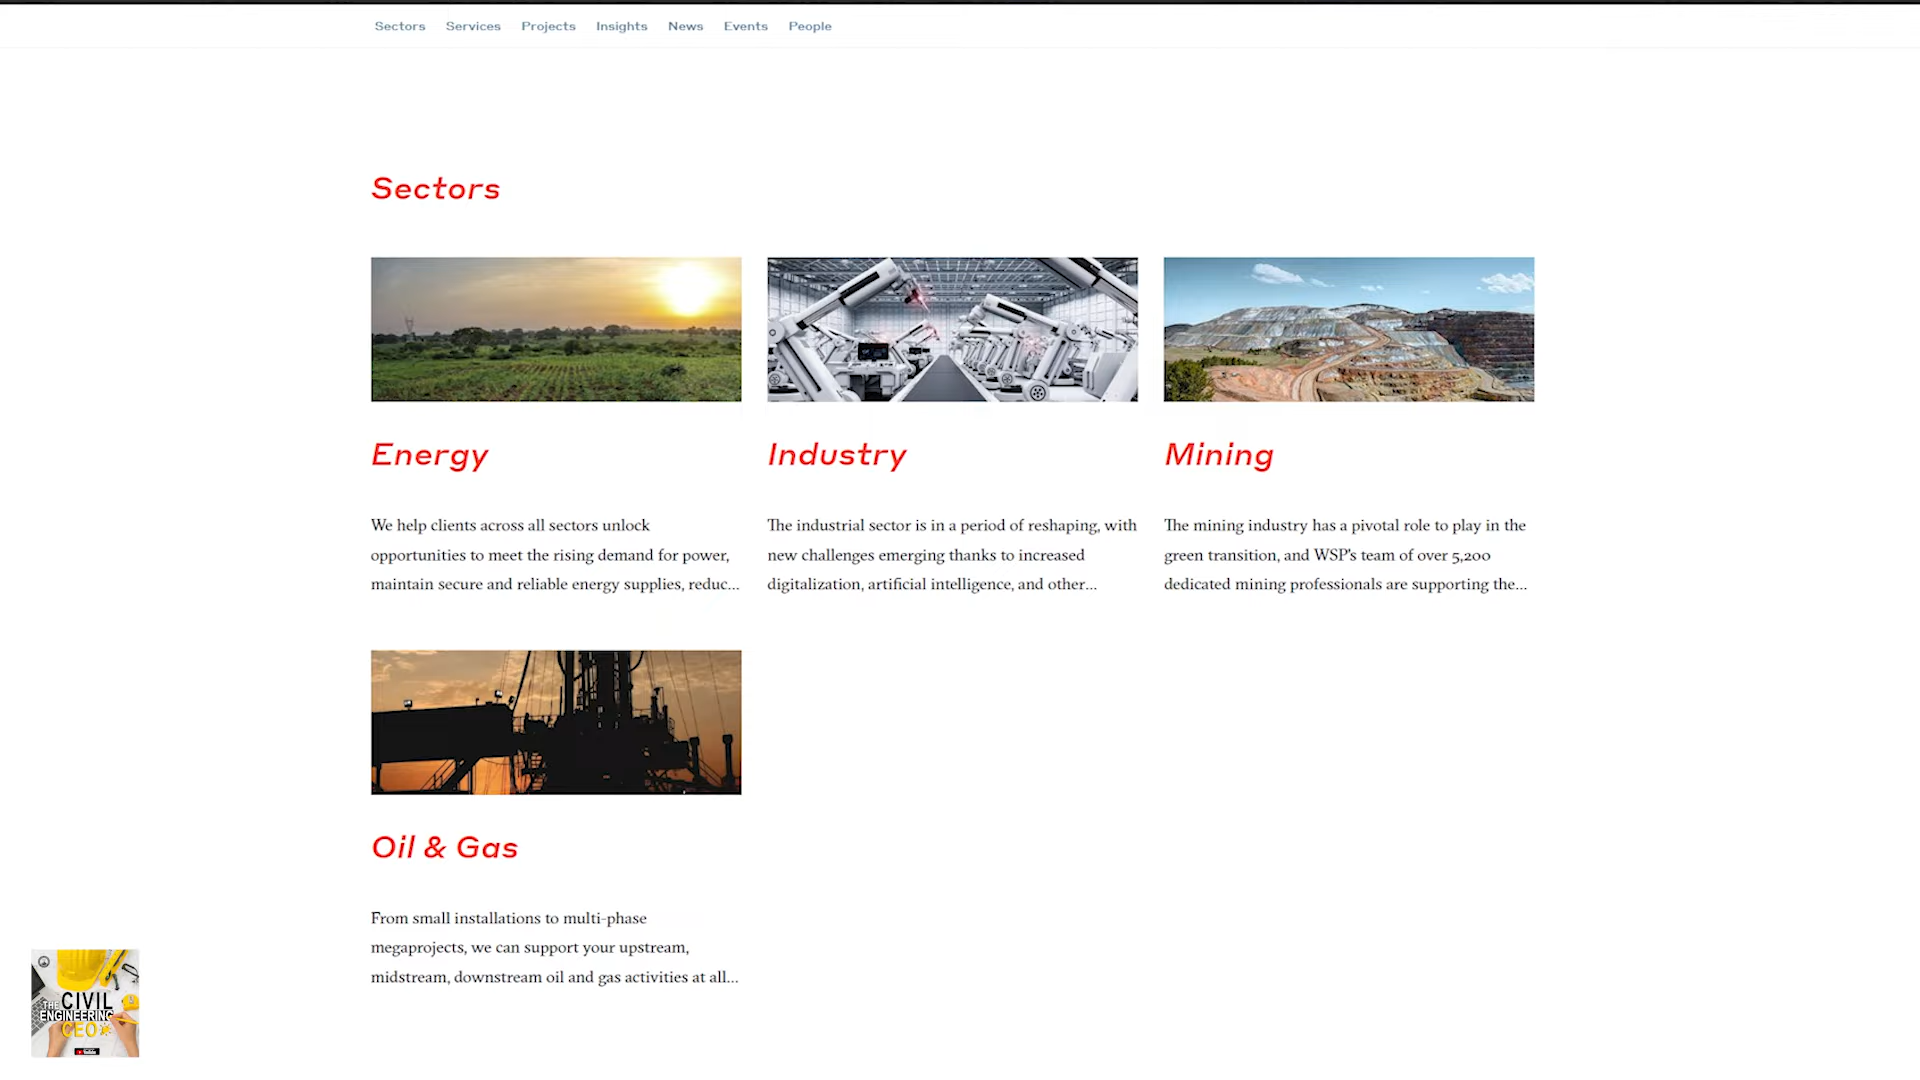 Sectors Services Projects Insights News Events People
Sectors
Energy
We help clients across all sectors unlock
opportunities to meet the rising demand for power,
maintain secure and reliable energy supplies, reduc...
Industry
The industrial sector is in a period of reshaping, with
new challenges emerging thanks to increased
digitalization, artificial intelligence, and other...
Mining
The mining industry has a pivotal role to play in the
green transition, and WSP's team of over 5,200
dedicated mining professionals are supporting the...
Oil & Gas
From small installations to multi-phase
megaprojects, we can support your upstream,
midstream, downstream oil and gas activities at all...
THE CIVIL
ENGINEERING
CEO